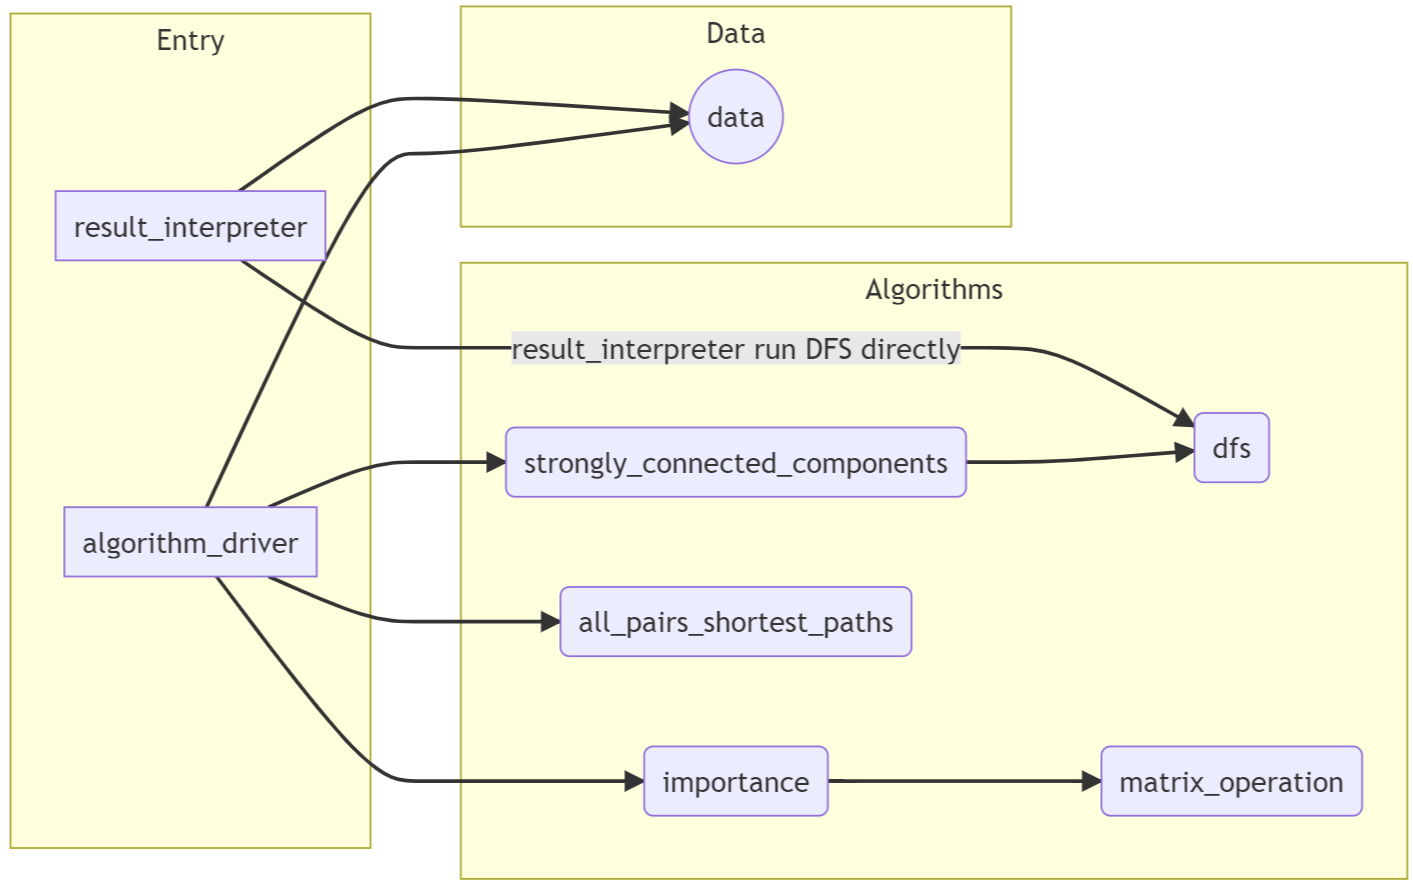 Entry
result_interpreter
algorithm_driver
Data
data
Algorithms
result_interpreter run DFS directly
dfs
strongly_connected_components
all_pairs_shortest_paths
importance
matrix_operation